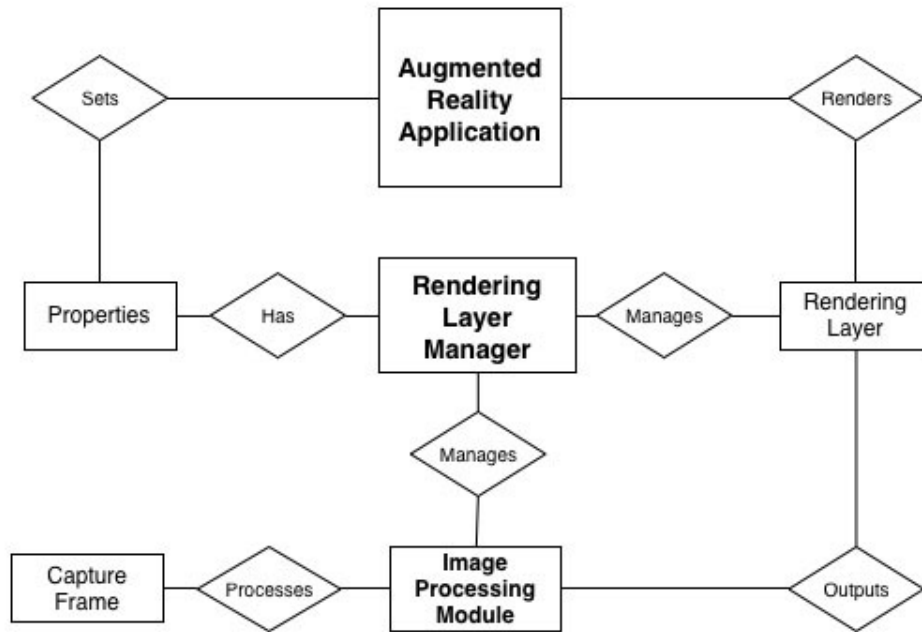 Augmented
Reality
Application
Sets
Renders
Properties
Has
Rendering
Layer
Manager
Manages
Rendering
Layer
Manages
Capture
Frame
Processes
Image
Processing
Module
Outputs